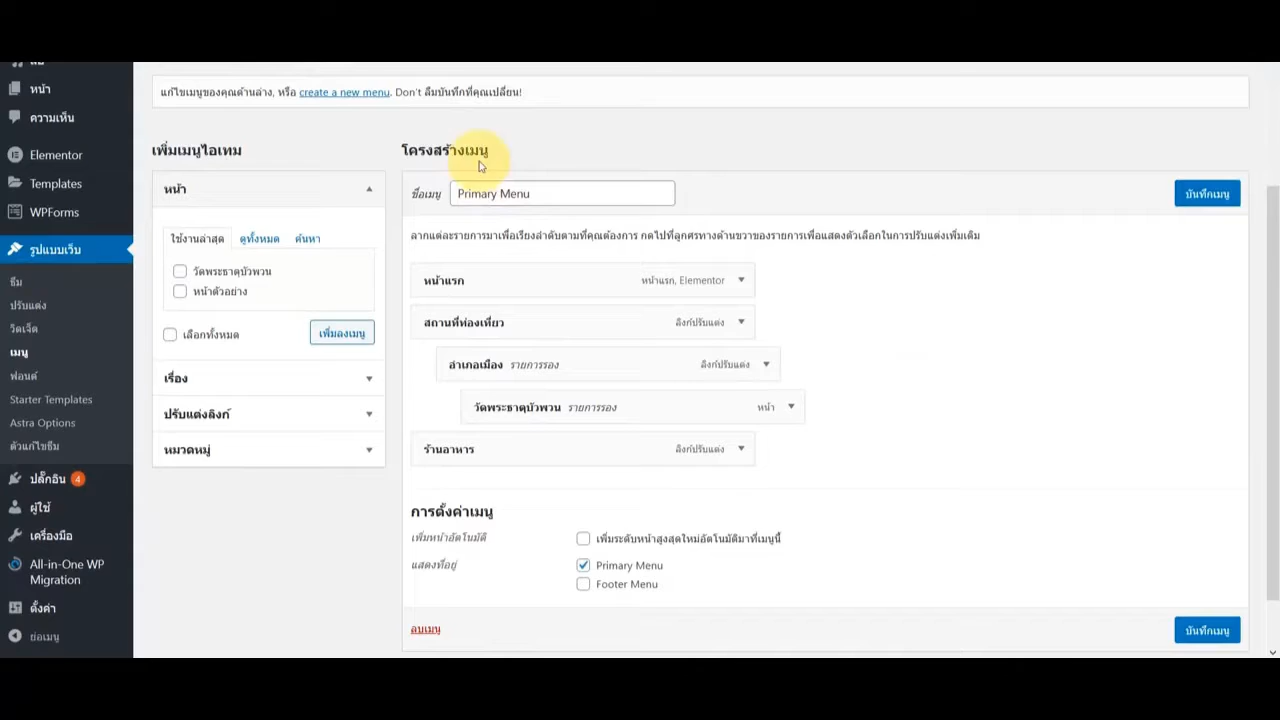 หน้า
ความเห็น
Elementor
Templates
WPForms
รูปแบบเว็บ
ธีม
ปรับแต่ง
วิดเจ็ต
เมนู
ฟอนต์
Starter Templates
Astra Options
ตัวแก้ไขธีม
ปลั๊กอิน 4
ผู้ใช้
เครื่องมือ
All-in-One WP
Migration
ตั้งค่า
ย่อเมนู
แก้ไขเมนูของคุณด้านล่าง, หรือ create a new menu. Don't ลืมบันทึกที่คุณเปลี่ยน!
เพิ่มเมนูไอเทม
หน้า
ใช้งานล่าสุด ดูทั้งหมด ค้นหา
วัดพระธาตุบัวพวน
หน้าตัวอย่าง
เลือกทั้งหมด เพิ่มลงเมนู
เรื่อง
ปรับแต่งลิงก์
หมวดหมู่
โครงสร้างเมนู
ชื่อเมนู Primary Menu บันทึกเมนู
ลากแต่ละรายการมาเพื่อเรียงลำดับตามที่คุณต้องการ กดไปที่ลูกศรทางด้านขวาของรายการเพื่อแสดงตัวเลือกในการปรับแต่งเพิ่มเติม
หน้าแรก หน้าแรก, Elementor
สถานที่ท่องเที่ยว ลิงก์ปรับแต่ง
อำเภอเมือง รายการรอง ลิงก์ปรับแต่ง
วัดพระธาตุบัวพวน รายการรอง หน้า
ร้านอาหาร ลิงก์ปรับแต่ง
การตั้งค่าเมนู
เพิ่มหน้าอัตโนมัติ เพิ่มระดับหน้าสูงสุดใหม่อัตโนมัติมาที่เมนูนี้
แสดงที่อยู่ Primary Menu
Footer Menu
ลบเมนู บันทึกเมนู